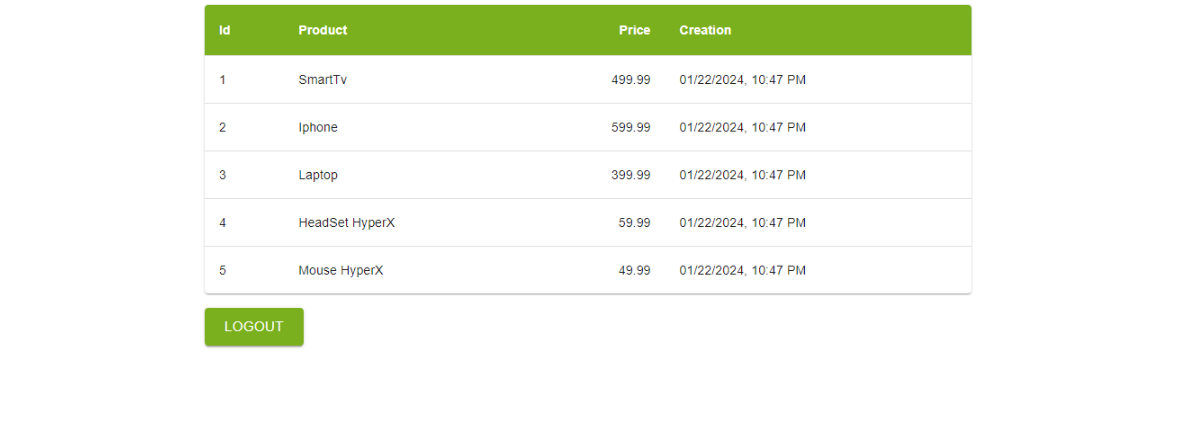 Id Product Price Creation
1 SmartTv 499.99 01/22/2024, 10:47 PM
2 Iphone 599.99 01/22/2024, 10:47 PM
3 Laptop 399.99 01/22/2024, 10:47 PM
4 HeadSet HyperX 59.99 01/22/2024, 10:47 PM
5 Mouse HyperX 49.99 01/22/2024, 10:47 PM
LOGOUT